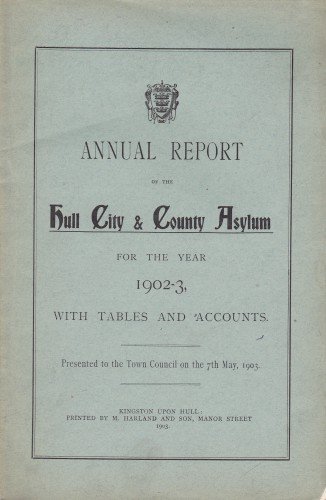 ANNUAL REPORT
OF THE
Hull City & County Asylum
FOR THE YEAR
1902-3,
WITH TABLES AND ACCOUNTS.
Presented to the Town Council on the 7th May, 1903.
KINGSTON UPON HULL:
PRINTED BY M. HARLAND AND SON, MANOR STREET
1903.